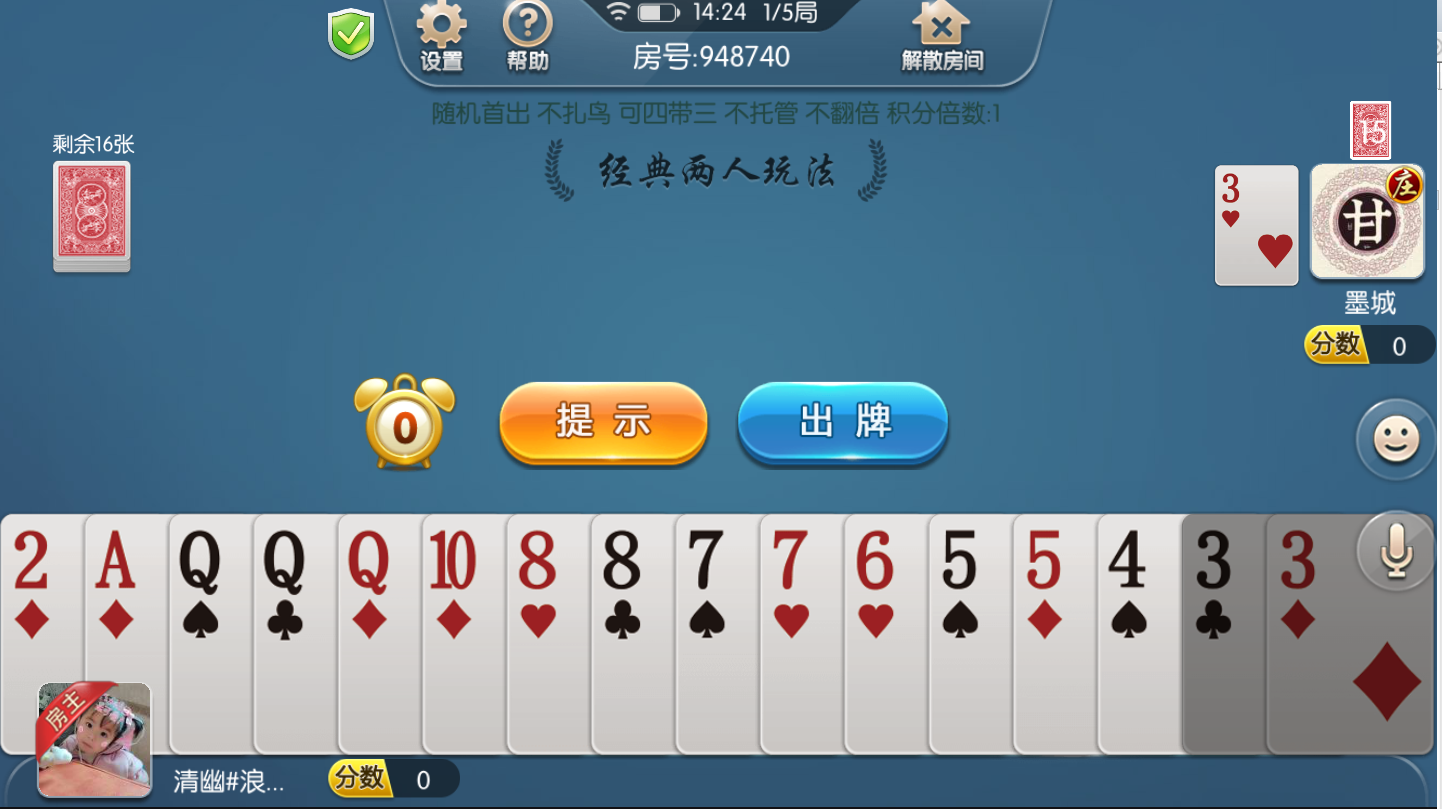 14:24 1/5局
设置 帮助 房号:948740 解散房间
随机首出 不扎鸟 可四带三 不托管 不翻倍 积分倍数:1
经典两人玩法
剩余16张
15
3
庄
甘
墨城
分数 0
0 提示 出牌
2 A Q Q Q 10 8 8 7 7 6 5 5 4 3 3
房主
清幽#浪... 分数 0